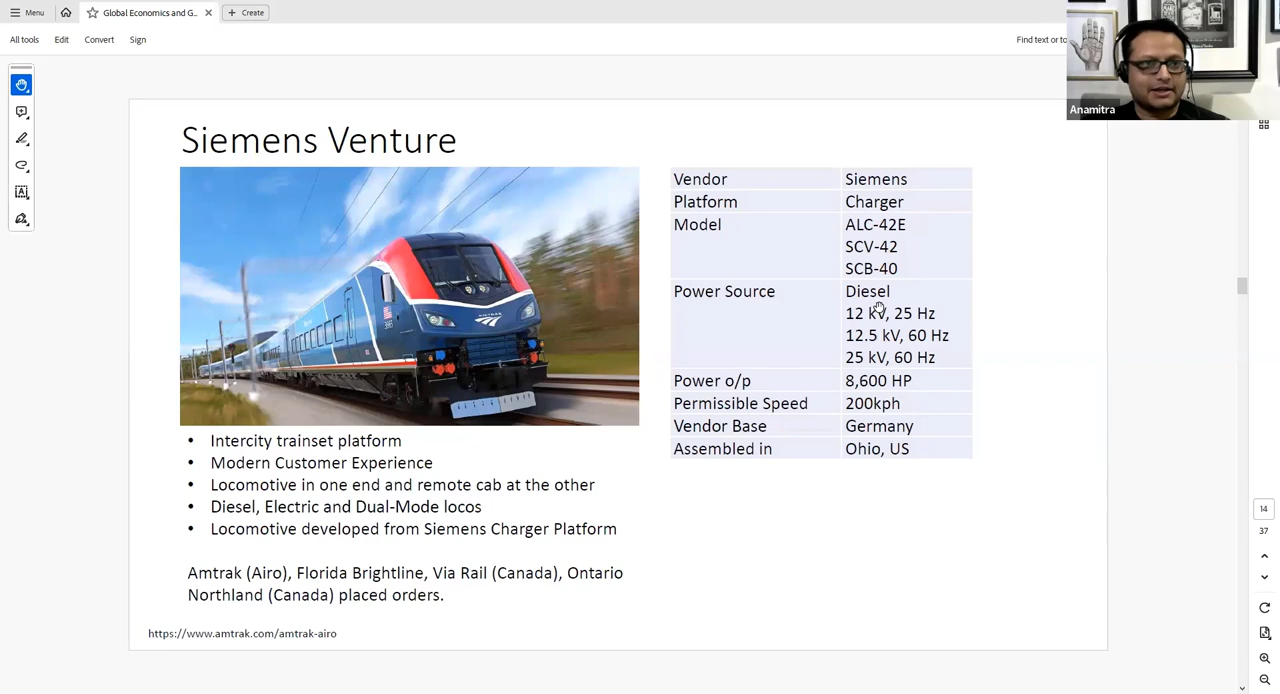 Menu
Global Economics and G...
Create
All tools
Edit
Convert
Sign
Find text or to
Anamitra
Siemens Venture
AMTRAK
Vendor Siemens
Platform Charger
Model ALC-42E
SCV-42
SCB-40
Power Source Diesel
12 kV, 25 Hz
12.5 kV, 60 Hz
25 kV, 60 Hz
Power o/p 8,600 HP
Permissible Speed 200kph
Vendor Base Germany
Assembled in Ohio, US
• Intercity trainset platform
• Modern Customer Experience
• Locomotive in one end and remote cab at the other
• Diesel, Electric and Dual-Mode locos
• Locomotive developed from Siemens Charger Platform
Amtrak (Airo), Florida Brightline, Via Rail (Canada), Ontario
Northland (Canada) placed orders.
https://www.amtrak.com/amtrak-airo
14
37